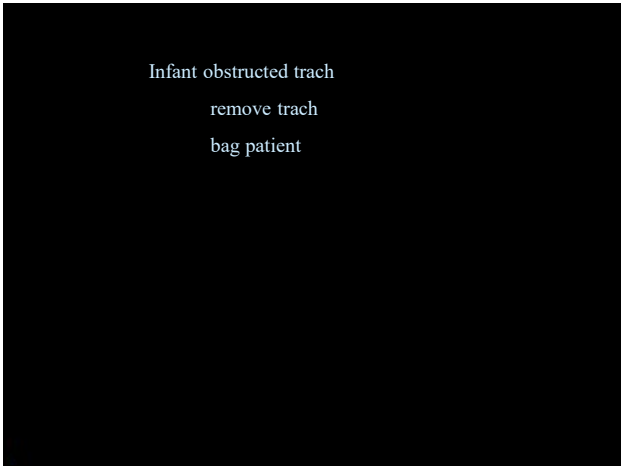 Infant obstructed trach
remove trach
bag patient